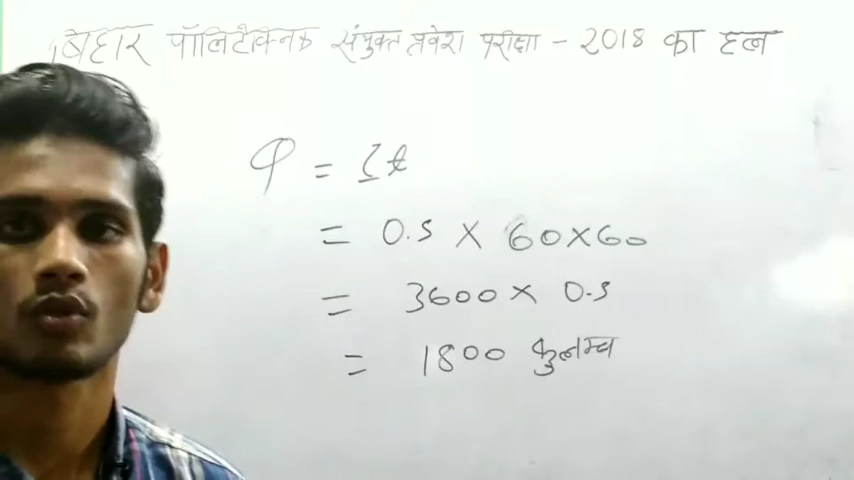 बिहार पॉलिटेक्निक संयुक्त प्रवेश परीक्षा - 2018 का हल
φ = It
= 0.5 × 60×60
= 3600 × 0.5
= 1800 कुलम्ब